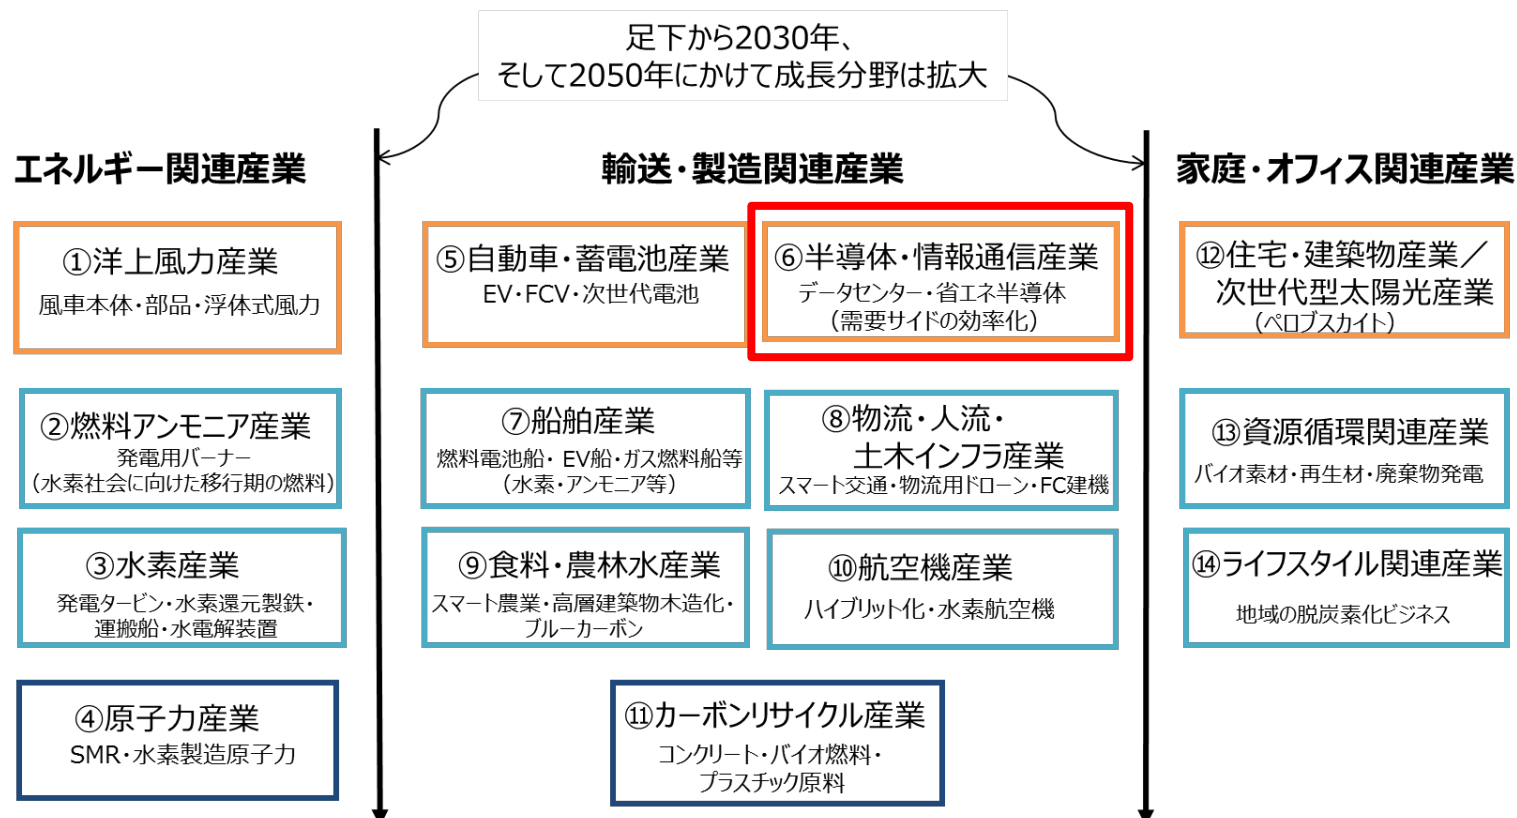 足下から2030年、
そして2050年にかけて成長分野は拡大
エネルギー関連産業
輸送・製造関連産業
家庭・オフィス関連産業
①洋上風力産業
風車本体・部品・浮体式風力
⑤自動車・蓄電池産業
EV・FCV・次世代電池
⑥半導体・情報通信産業
データセンター・省エネ半導体
（需要サイドの効率化）
⑫住宅・建築物産業／
次世代型太陽光産業
（ペロブスカイト）
②燃料アンモニア産業
発電用バーナー
（水素社会に向けた移行期の燃料）
⑦船舶産業
燃料電池船・EV船・ガス燃料船等
（水素・アンモニア等）
⑧物流・人流・
土木インフラ産業
スマート交通・物流用ドローン・FC建機
⑬資源循環関連産業
バイオ素材・再生材・廃棄物発電
③水素産業
発電タービン・水素還元製鉄・
運搬船・水電解装置
⑨食料・農林水産業
スマート農業・高層建築物木造化・
ブルーカーボン
⑩航空機産業
ハイブリット化・水素航空機
⑭ライフスタイル関連産業
地域の脱炭素化ビジネス
④原子力産業
SMR・水素製造原子力
⑪カーボンリサイクル産業
コンクリート・バイオ燃料・
プラスチック原料